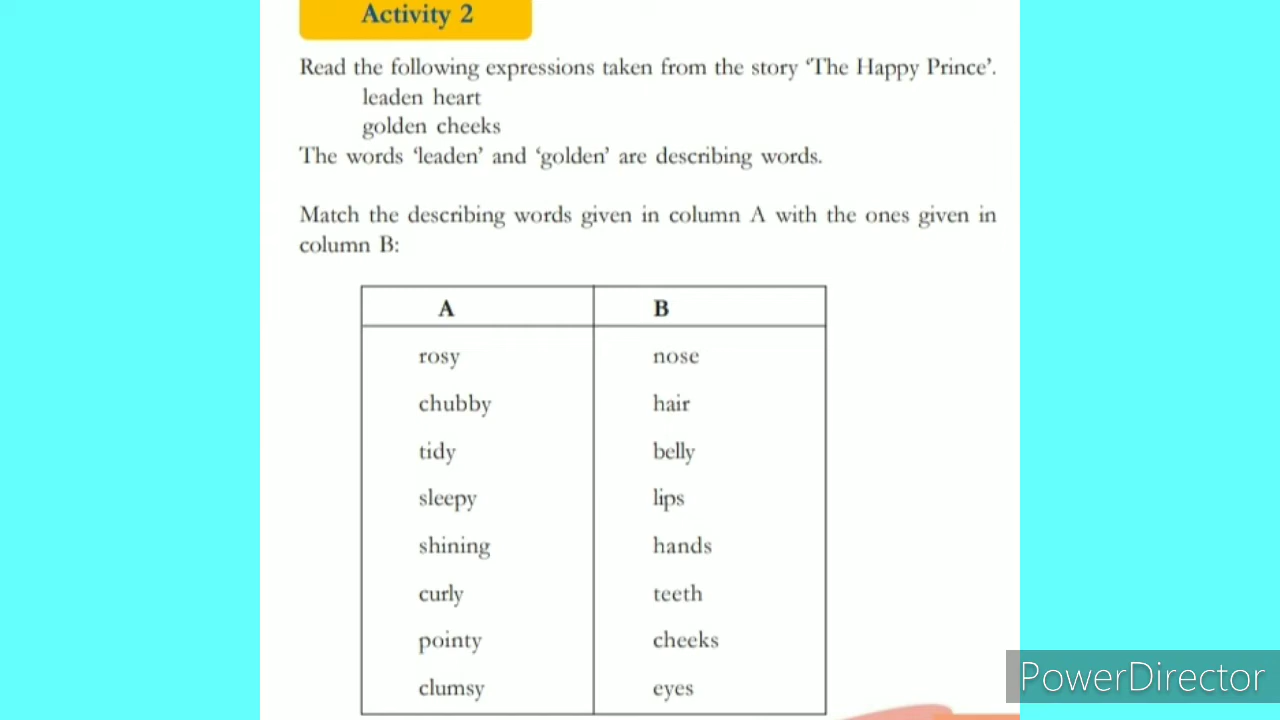 Activity 2
Read the following expressions taken from the story ‘The Happy Prince’.
leaden heart
golden cheeks
The words ‘leaden’ and ‘golden’ are describing words.
Match the describing words given in column A with the ones given in
column B:
A B
rosy nose
chubby hair
tidy belly
sleepy lips
shining hands
curly teeth
pointy cheeks
clumsy eyes
PowerDirector